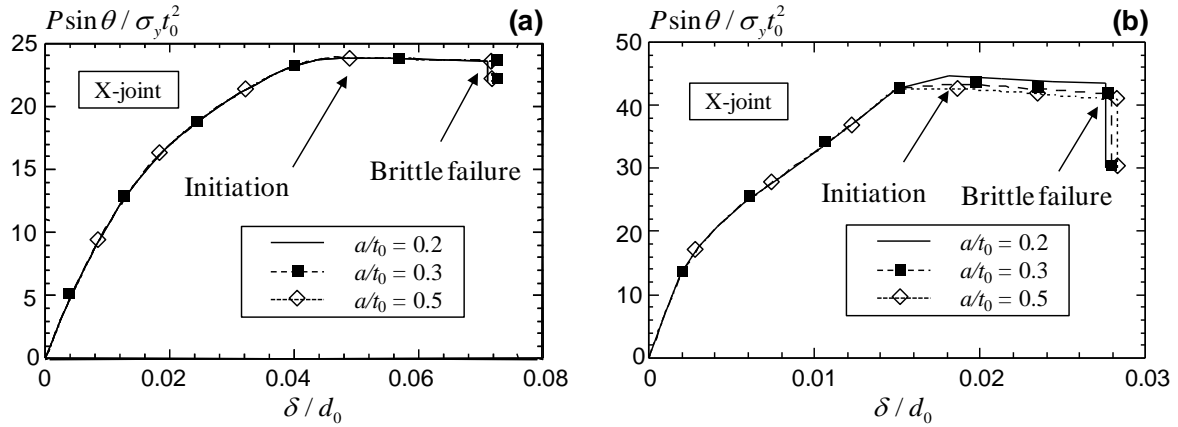 P sin θ / σ_y t_0^2
(a)
25
20
15
10
5
0
X-joint
Initiation
Brittle failure
a/t_0 = 0.2
a/t_0 = 0.3
a/t_0 = 0.5
0
0.02
0.04
0.06
0.08
δ / d_0
P sin θ / σ_y t_0^2
(b)
50
40
30
20
10
0
X-joint
Initiation
Brittle failure
a/t_0 = 0.2
a/t_0 = 0.3
a/t_0 = 0.5
0
0.01
0.02
0.03
δ / d_0